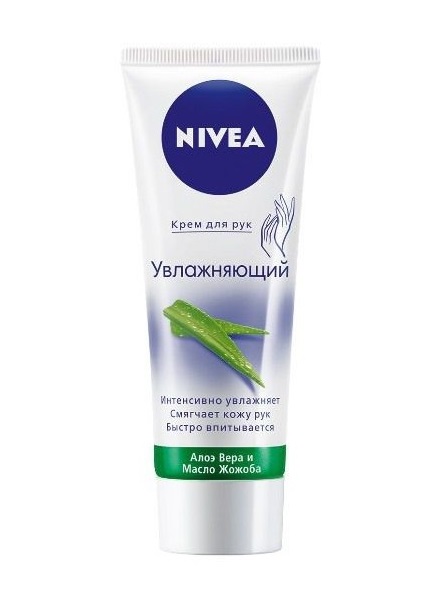 NIVEA
Крем для рук
Увлажняющий
Интенсивно увлажняет
Смягчает кожу рук
Быстро впитывается
Алоэ Вера и
Масло Жожоба